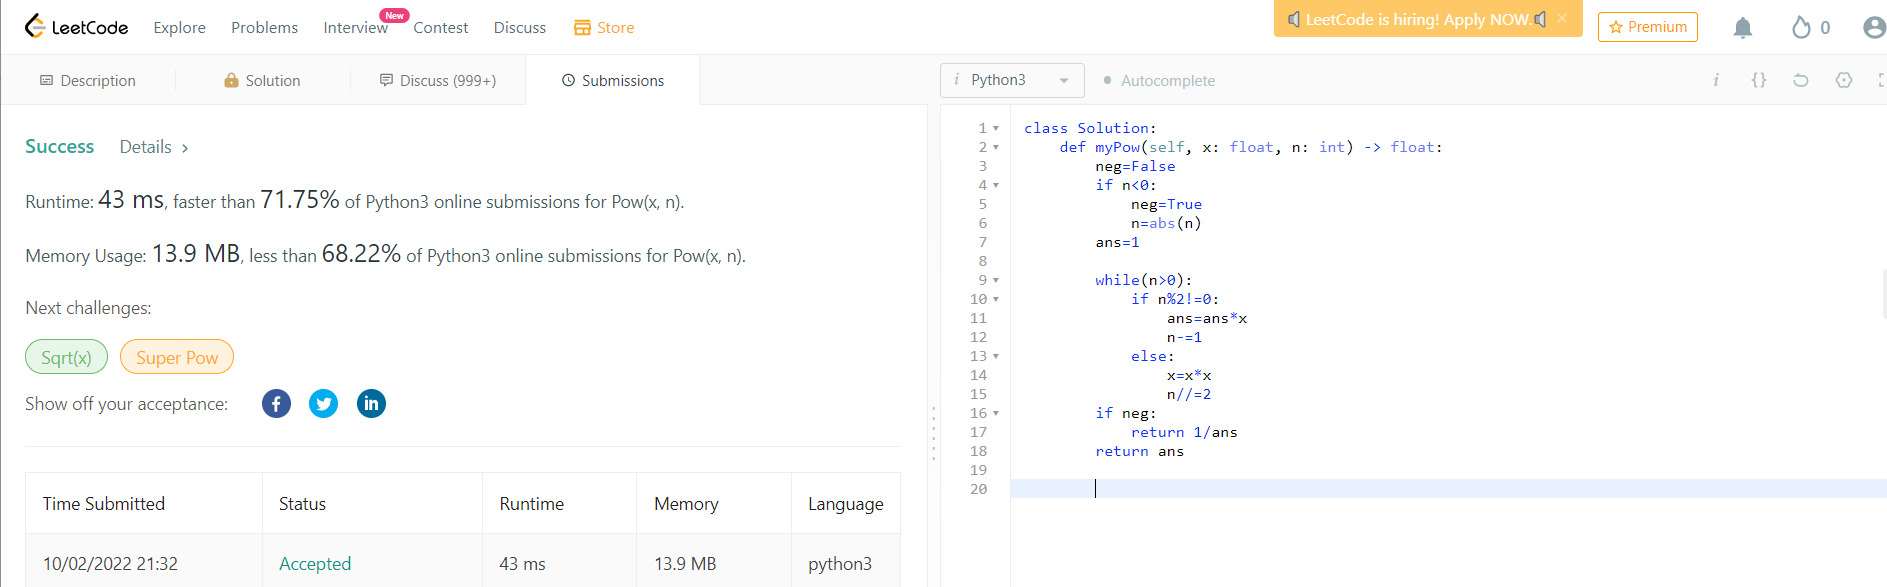 LeetCode Explore Problems Interview New Contest Discuss Store LeetCode is hiring! Apply NOW. × Premium 0
Description Solution Discuss (999+) Submissions
i Python3 Autocomplete i {}
Success Details >
Runtime: 43 ms, faster than 71.75% of Python3 online submissions for Pow(x, n).
Memory Usage: 13.9 MB, less than 68.22% of Python3 online submissions for Pow(x, n).
Next challenges:
Sqrt(x) Super Pow
Show off your acceptance:
Time Submitted Status Runtime Memory Language
10/02/2022 21:32 Accepted 43 ms 13.9 MB python3
1 class Solution:
2     def myPow(self, x: float, n: int) -> float:
3         neg=False
4         if n<0:
5             neg=True
6             n=abs(n)
7         ans=1
8
9         while(n>0):
10             if n%2!=0:
11                 ans=ans*x
12                 n-=1
13             else:
14                 x=x*x
15                 n//=2
16         if neg:
17             return 1/ans
18         return ans
19
20